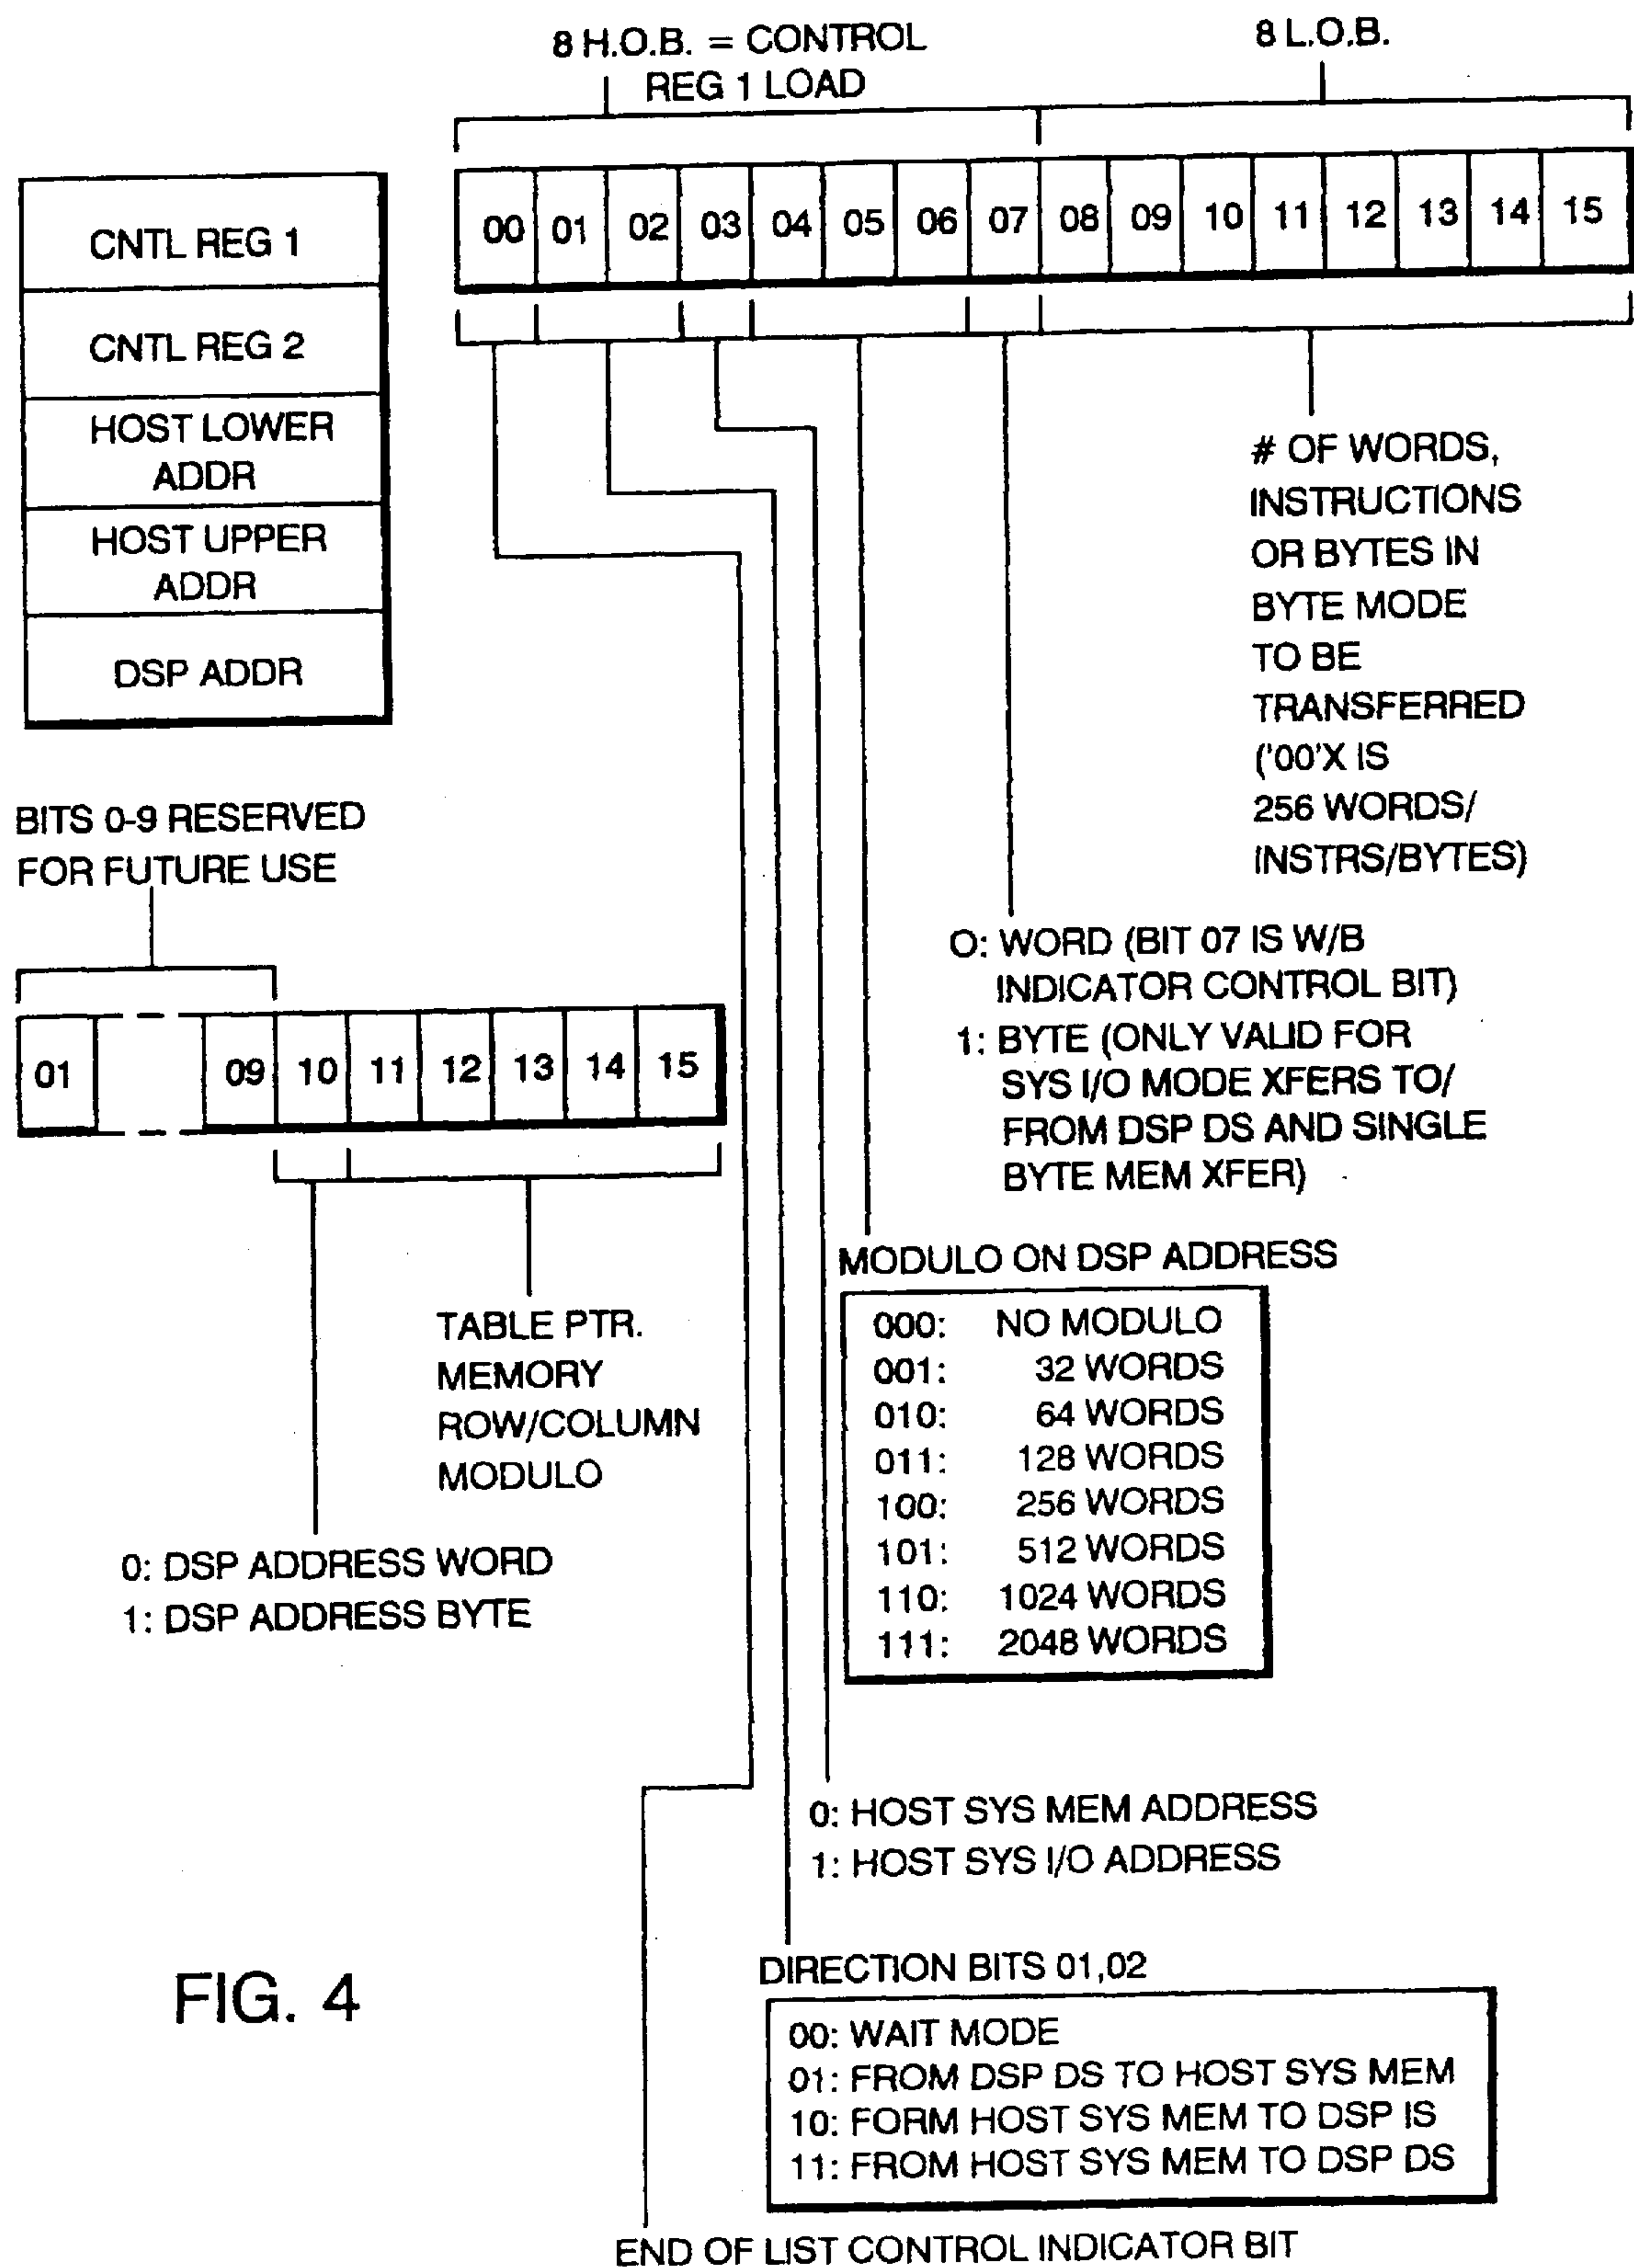 8 H.O.B. = CONTROL
REG 1 LOAD
8 L.O.B.
00 01 02 03 04 05 06 07 08 09 10 11 12 13 14 15
CNTL REG 1
CNTL REG 2
HOST LOWER
ADDR
HOST UPPER
ADDR
DSP ADDR
# OF WORDS,
INSTRUCTIONS
OR BYTES IN
BYTE MODE
TO BE
TRANSFERRED
('00'X IS
256 WORDS/
INSTRS/BYTES)
BITS 0-9 RESERVED
FOR FUTURE USE
01 09 10 11 12 13 14 15
O: WORD (BIT 07 IS W/B
INDICATOR CONTROL BIT)
1: BYTE (ONLY VALID FOR
SYS I/O MODE XFERS TO/
FROM DSP DS AND SINGLE
BYTE MEM XFER)
TABLE PTR.
MEMORY
ROW/COLUMN
MODULO
0: DSP ADDRESS WORD
1: DSP ADDRESS BYTE
MODULO ON DSP ADDRESS
000: NO MODULO
001: 32 WORDS
010: 64 WORDS
011: 128 WORDS
100: 256 WORDS
101: 512 WORDS
110: 1024 WORDS
111: 2048 WORDS
0: HOST SYS MEM ADDRESS
1: HOST SYS I/O ADDRESS
DIRECTION BITS 01,02
00: WAIT MODE
01: FROM DSP DS TO HOST SYS MEM
10: FORM HOST SYS MEM TO DSP IS
11: FROM HOST SYS MEM TO DSP DS
END OF LIST CONTROL INDICATOR BIT
FIG. 4